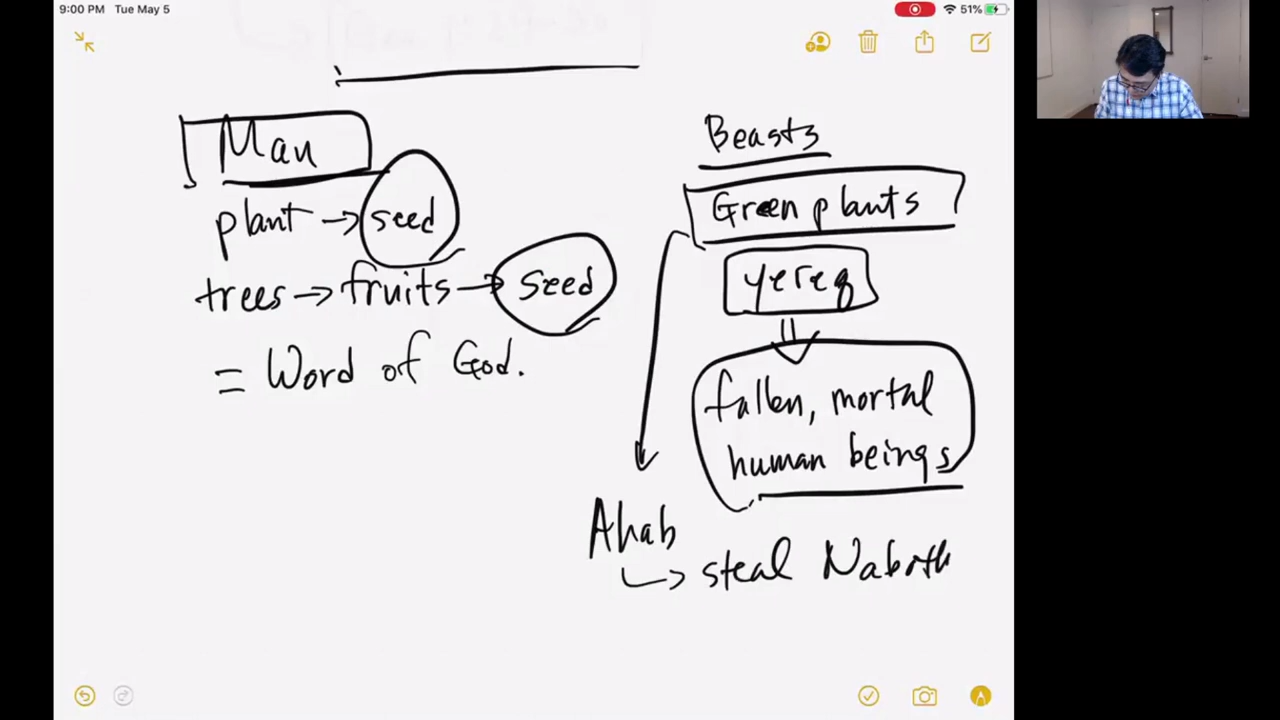 9:00 PM Tue May 5
51%
Man
plant → seed
trees → fruits → seed
= Word of God.
Beasts
Green plants
yereq
fallen, mortal
human beings
Ahab
↳ steal Naboth